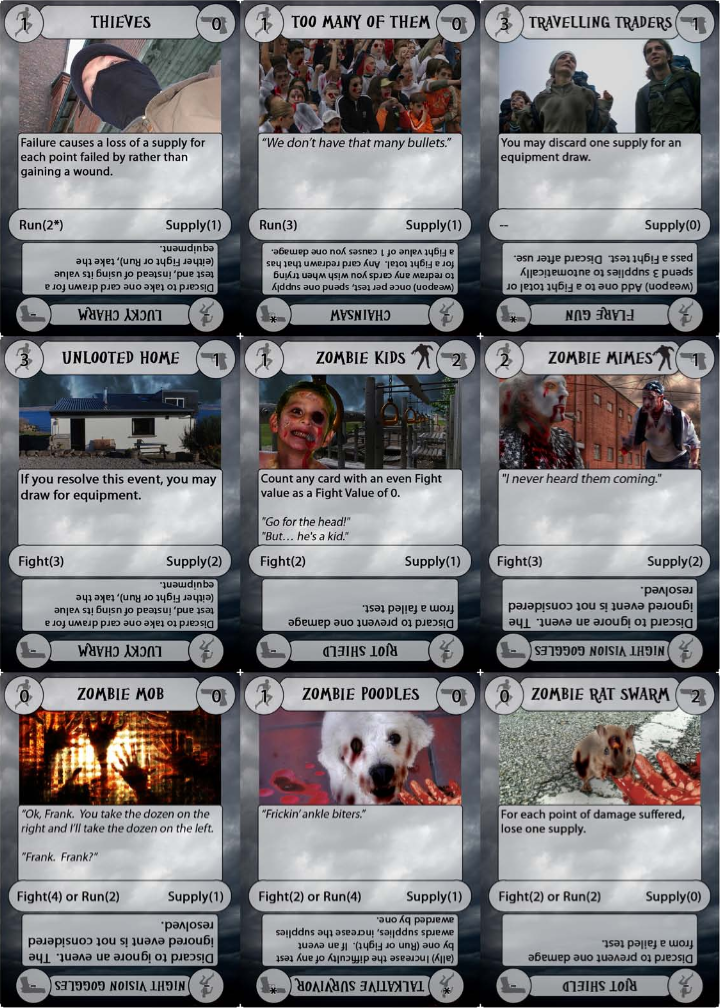 1 THIEVES 0
Failure causes a loss of a supply for
each point failed by rather than
gaining a wound.
Run(2*) Supply(1)
LUCKY CHARM
-
Discard to take one card drawn for a
test and, instead of using its value
(either Fight or Run), take the
equipment.
1 TOO MANY OF THEM 0
"We don't have that many bullets."
Run(3) Supply(1)
CHAINSAW
*
(weapon) once per test, spend one supply
to redraw any cards you wish when trying
for a Fight total. Any card redrawn that has
a Fight value of 1 causes you one damage.
3 TRAVELLING TRADERS 1
You may discard one supply for an
equipment draw.
-- Supply(0)
FLARE GUN
*
(weapon) Add one to a Fight total or
spend 3 supplies to automatically
pass a Fight test. Discard after use.
3 UNLOOTED HOME 1
If you resolve this event, you may
draw for equipment.
Fight(3) Supply(2)
LUCKY CHARM
-
Discard to take one card drawn for a
test and, instead of using its value
(either Fight or Run), take the
equipment.
1 ZOMBIE KIDS 2
Count any card with an even Fight
value as a Fight Value of 0.
"Go for the head!"
"But... he's a kid."
Fight(2) Supply(1)
RIOT SHIELD
-
Discard to prevent one damage
from a failed test.
2 ZOMBIE MIMES 1
"I never heard them coming."
Fight(3) Supply(2)
NIGHT VISION GOGGLES
-
Discard to ignore an event. The
ignored event is not considered
resolved.
0 ZOMBIE MOB 0
"Ok, Frank. You take the dozen on the
right and I'll take the dozen on the left.
"Frank. Frank?"
Fight(4) or Run(2) Supply(1)
NIGHT VISION GOGGLES
-
Discard to ignore an event. The
ignored event is not considered
resolved.
1 ZOMBIE POODLES 0
"Frickin' ankle biters."
Fight(2) or Run(4) Supply(1)
* TALKATIVE SURVIVOR *
(ally) Increase the difficulty of any test
by one (Run or Fight). If an event
awards supplies, increase the supplies
awarded by one.
0 ZOMBIE RAT SWARM 2
For each point of damage suffered,
lose one supply.
Fight(2) or Run(2) Supply(0)
RIOT SHIELD
-
Discard to prevent one damage
from a failed test.